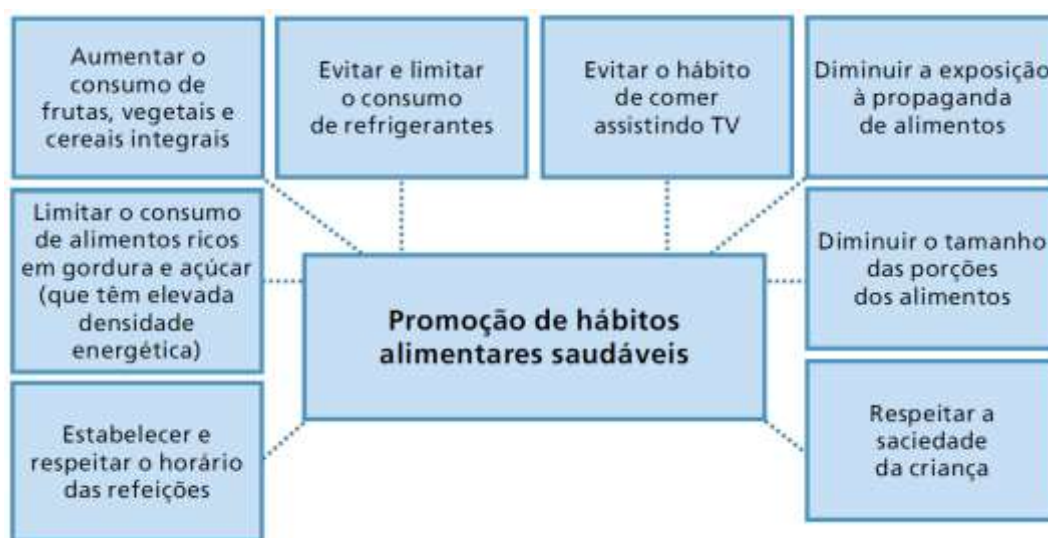 Aumentar o
consumo de
frutas, vegetais e
cereais integrais
Evitar e limitar
o consumo
de refrigerantes
Evitar o hábito
de comer
assistindo TV
Diminuir a exposição
à propaganda
de alimentos
Limitar o consumo
de alimentos ricos
em gordura e açúcar
(que têm elevada
densidade
energética)
Diminuir o tamanho
das porções
dos alimentos
Promoção de hábitos
alimentares saudáveis
Estabelecer e
respeitar o horário
das refeições
Respeitar a
saciedade
da criança